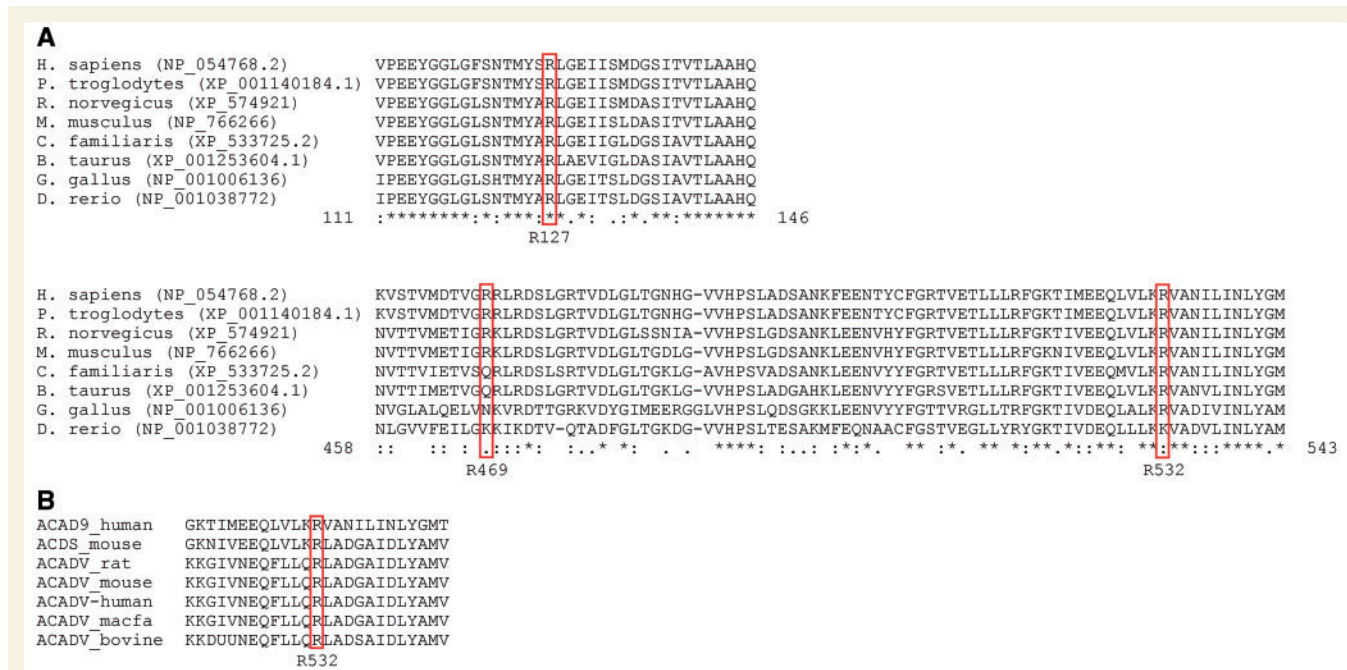 A
H. sapiens (NP_054768.2) VPEEYGGLGFSNTMYSRLGEIISMDGSITVTLAAHQ
P. troglodytes (XP_001140184.1) VPEEYGGLGFSNTMYSRLGEIISMDGSITVTLAAHQ
R. norvegicus (XP_574921) VPEEYGGLGLSNTMYARLGEIISMDASITVTLAAHQ
M. musculus (NP_766266) VPEEYGGLGLSNTMYARLGEIISLDASITVTLAAHQ
C. familiaris (XP_533725.2) VPEEYGGLGLSNTMYARLGEIIGLDGSIAVTLAAHQ
B. taurus (XP_001253604.1) VPEEYGGLGLSNTMYARLAEVIGLDASIAVTLAAHQ
G. gallus (NP_001006136) IPEEYGGLGLSHTMYARLGEITSLDGSIAVTLAAHQ
D. rerio (NP_001038772) IPEEYGGLGLSNTMYARLGEITSLDGSIAVTLAAHQ
111 :********:*:***:**.*: .:*.**:******* 146
R127
H. sapiens (NP_054768.2) KVSTVMDTVGRRLRDSLGRTVDLGLTGNHG-VVHPSLADSANKFEENTYCFGRTVETLLLRFGKTIMEEQLVLKRVANILINLYGM
P. troglodytes (XP_001140184.1) KVSTVMDTVGRRLRDSLGRTVDLGLTGNHG-VVHPSLADSANKFEENTYCFGRTVETLLLRFGKTIMEEQLVLKRVANILINLYGM
R. norvegicus (XP_574921) NVTTVMETIGRKLRDSLGRTVDLGLSSNIA-VVHPSLGDSANKLEENVHYFGRTVETLLLRFGKTIVEEQLVLKRVANILINLYGM
M. musculus (NP_766266) NVTTVMETIGRKLRDSLGRTVDLGLTGDLG-VVHPSLGDSANKLEENVHYFGRTVETLLLRFGKNIVEEQLVLKRVANILINLYGM
C. familiaris (XP_533725.2) NVTTVIETVSQRLRDSLSRTVDLGLTGKLG-AVHPSVADSANKLEENVYYFGRTVETLLLRFGKTIVEEQMVLKRVANILINLYGM
B. taurus (XP_001253604.1) NVTTIMETVGQRLRDSLGRTVDLGLTGKLG-VVHPSLADGAHKLEENVYYFGRSVETLLLRFGKTIVEEQLVLKRVANVLINLYGM
G. gallus (NP_001006136) NVGLALQELVNKVRDTTGRKVDYGIMEERGGLVHPSLQDSGKKLEENVYYFGTTVRGLLTRFGKTIVDEQLALKRVADIVINLYAM
D. rerio (NP_001038772) NLGVVFEILGKKIKDTV-QTADFGLTGKDG-VVHPSLTESAKMFEQNAACFGSTVEGLLYRYGKTIVDEQLLLKKVADVLINLYAM
458 :: :: : .:::*: :..* *: . . ****: :..: :*:* ** :*. ** *:**.*:.**: **:**:::****.* 543
R469 R532
B
ACAD9_human GKTIMEEQLVLKRVANILINLYGMT
ACDS_mouse GKNIVEEQLVLKRLADGAIDLYAMV
ACADV_rat KKGIVNEQFLLQRLADGAIDLYAMV
ACADV_mouse KKGIVNEQFLLQRLADGAIDLYAMV
ACADV-human KKGIVNEQFLLQRLADGAIDLYAMV
ACADV_macfa KKGIVNEQFLLQRLADGAIDLYAMV
ACADV_bovine KKDUUNEQFLLQRLADSAIDLYAMV
R532